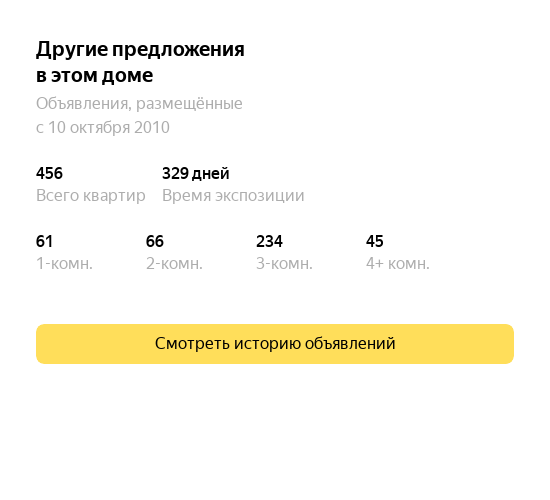 Другие предложения
в этом доме
Объявления, размещённые
с 10 октября 2010
456 329 дней
Всего квартир Время экспозиции
61 66 234 45
1-комн. 2-комн. 3-комн. 4+ комн.
Смотреть историю объявлений